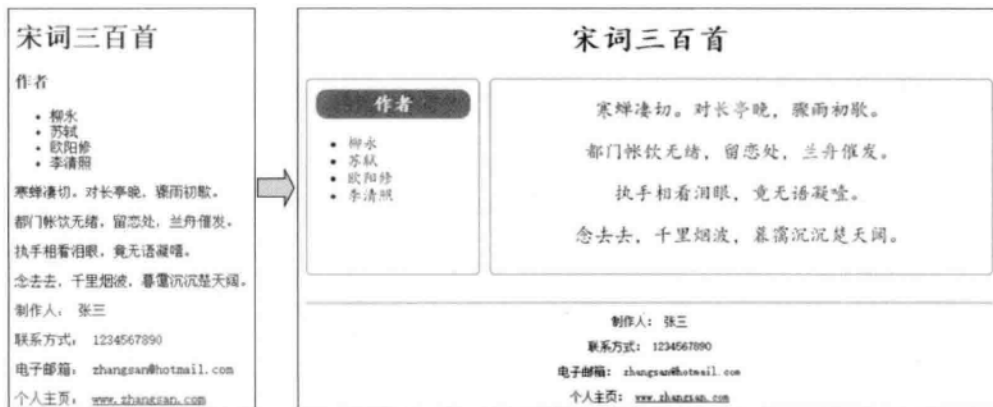 宋词三百首
作者
柳永
苏轼
欧阳修
李清照
寒蝉凄切。对长亭晚，骤雨初歇。
都门帐饮无绪，留恋处，兰舟催发。
执手相看泪眼，竟无语凝噎。
念去去，千里烟波，暮霭沉沉楚天阔。
制作人： 张三
联系方式： 1234567890
电子邮箱： zhangsan@hotmail.com
个人主页： www.zhangsan.com
宋词三百首
作者
柳永
苏轼
欧阳修
李清照
寒蝉凄切。对长亭晚，骤雨初歇。
都门帐饮无绪，留恋处，兰舟催发。
执手相看泪眼，竟无语凝噎。
念去去，千里烟波，暮霭沉沉楚天阔。
制作人： 张三
联系方式： 1234567890
电子邮箱： zhangsan@hotmail.com
个人主页： www.zhangsan.com